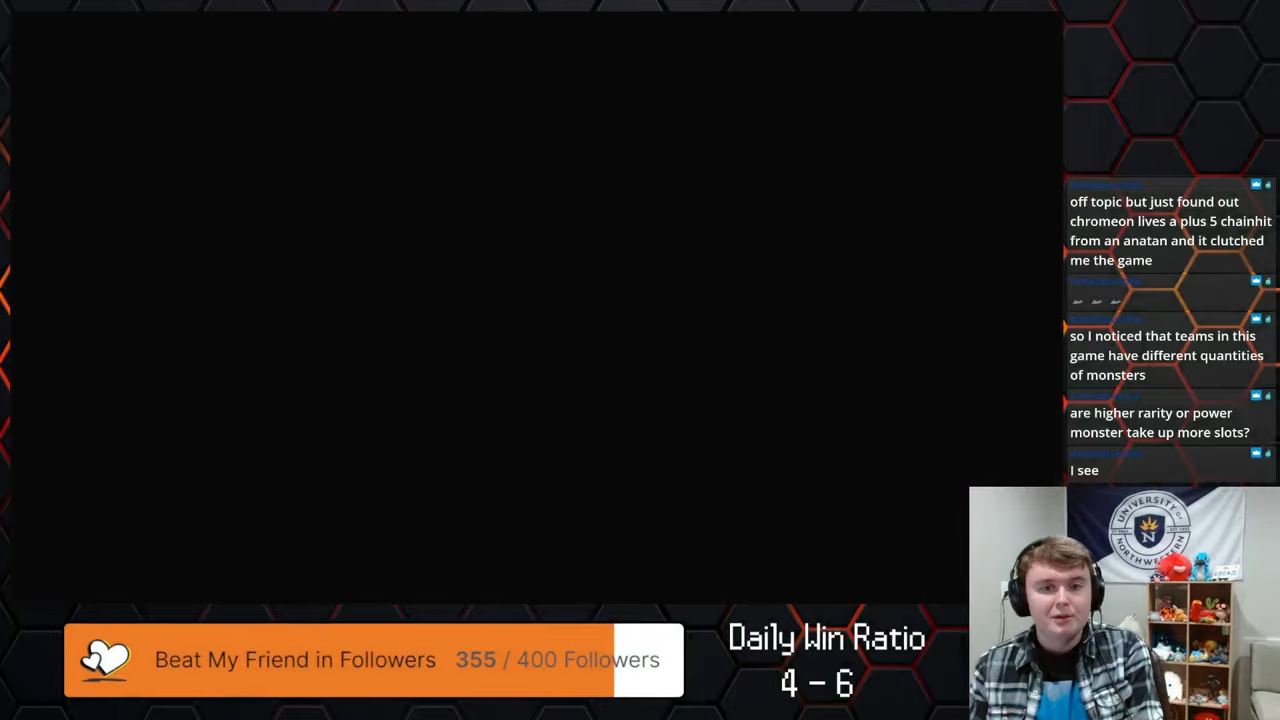 off topic but just found out
chromeon lives a plus 5 chainhit
from an anatan and it clutched
me the game
so I noticed that teams in this
game have different quantities
of monsters
are higher rarity or power
monster take up more slots?
I see
UNIVERSITY OF
N
NORTHWESTERN
Beat My Friend in Followers 355 / 400 Followers
Daily Win Ratio
4 - 6